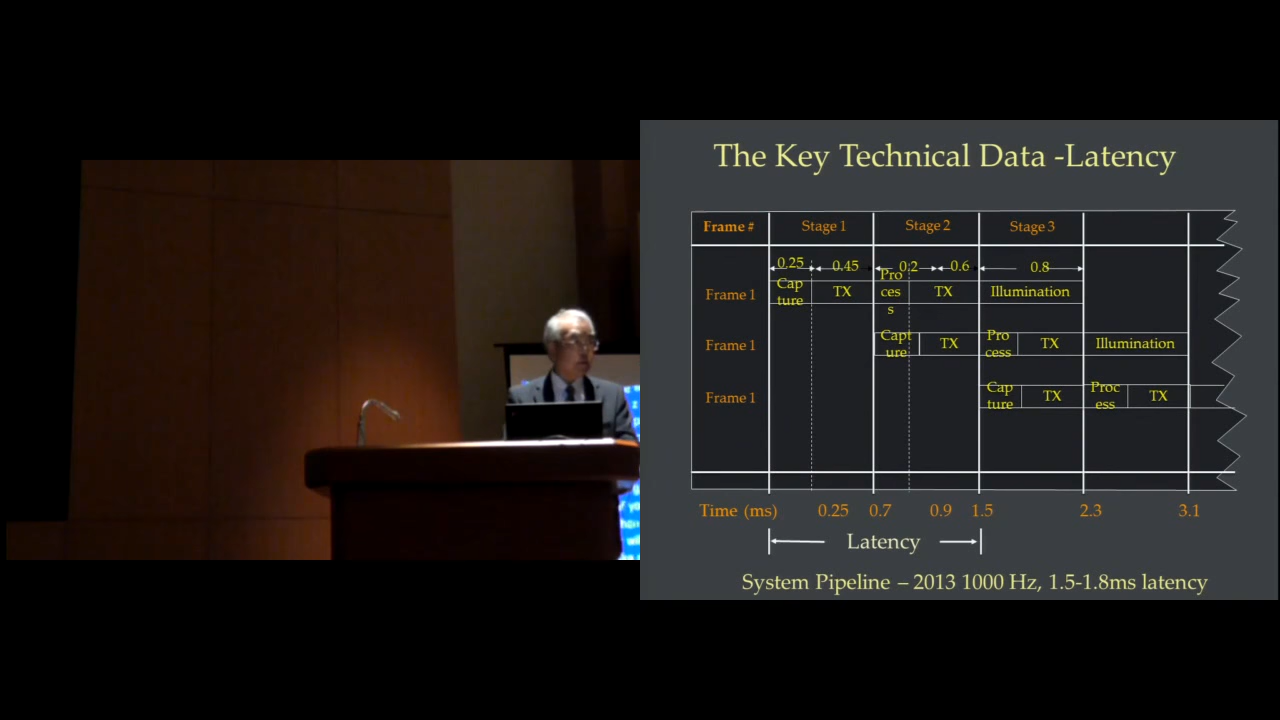 The Key Technical Data -Latency
Frame # Stage 1 Stage 2 Stage 3
0.25 0.45 0.2 0.6 0.8
Frame 1 Cap
ture TX Pro
ces
s TX Illumination
Frame 1 Capt
ure TX Pro
cess TX Illumination
Frame 1 Cap
ture TX Proc
ess TX
Time (ms) 0.25 0.7 0.9 1.5 2.3 3.1
Latency
System Pipeline – 2013 1000 Hz, 1.5-1.8ms latency